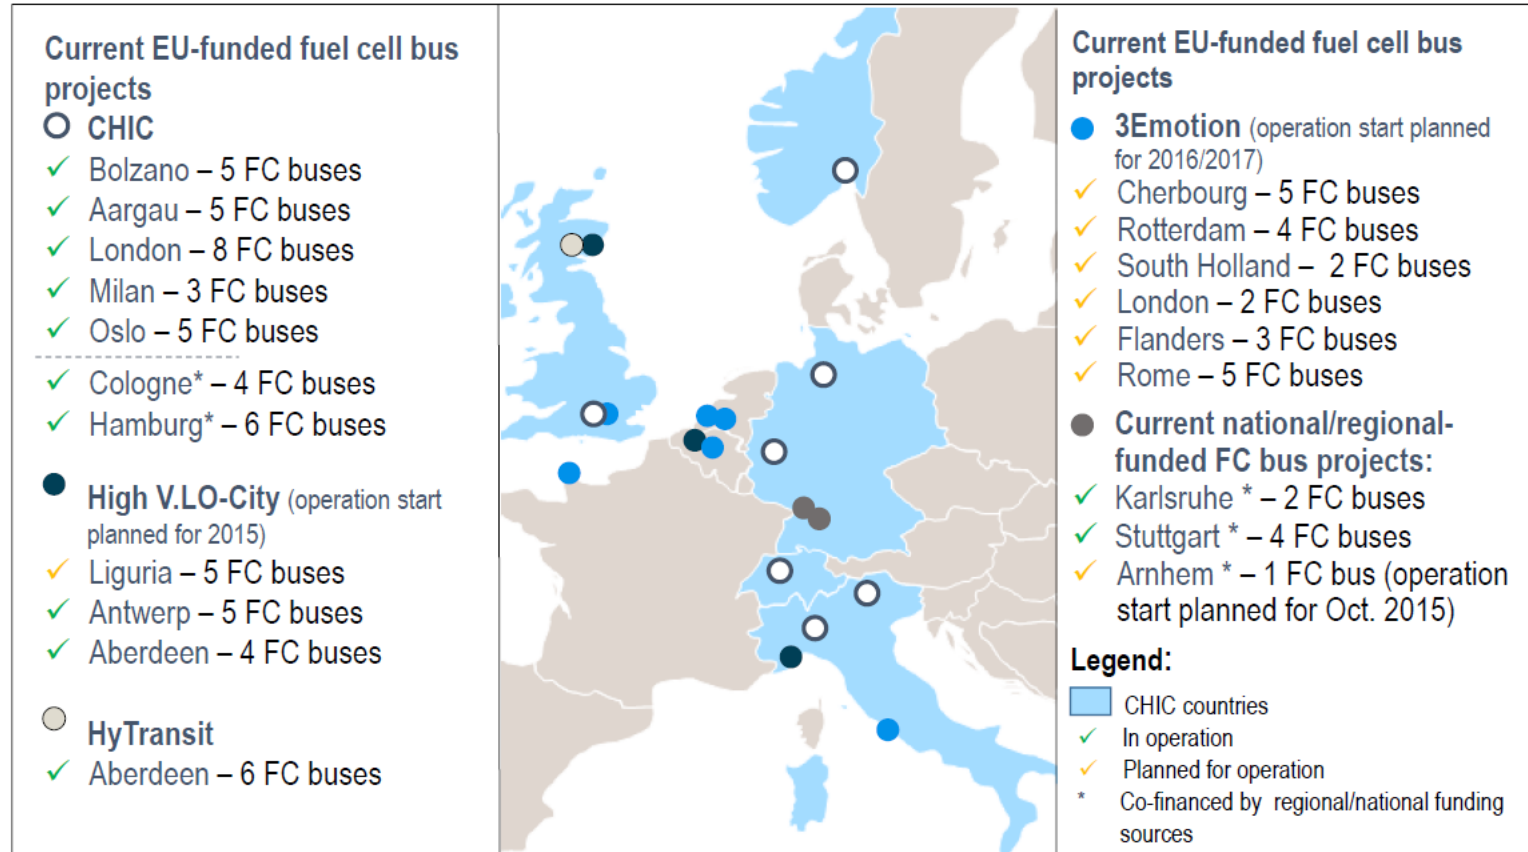 Current EU-funded fuel cell bus
projects
CHIC
✓ Bolzano – 5 FC buses
✓ Aargau – 5 FC buses
✓ London – 8 FC buses
✓ Milan – 3 FC buses
✓ Oslo – 5 FC buses
✓ Cologne* – 4 FC buses
✓ Hamburg* – 6 FC buses
High V.LO-City (operation start
planned for 2015)
✓ Liguria – 5 FC buses
✓ Antwerp – 5 FC buses
✓ Aberdeen – 4 FC buses
HyTransit
✓ Aberdeen – 6 FC buses
Current EU-funded fuel cell bus
projects
3Emotion (operation start planned
for 2016/2017)
✓ Cherbourg – 5 FC buses
✓ Rotterdam – 4 FC buses
✓ South Holland – 2 FC buses
✓ London – 2 FC buses
✓ Flanders – 3 FC buses
✓ Rome – 5 FC buses
Current national/regional-
funded FC bus projects:
✓ Karlsruhe * – 2 FC buses
✓ Stuttgart * – 4 FC buses
✓ Arnhem * – 1 FC bus (operation
start planned for Oct. 2015)
Legend:
CHIC countries
✓ In operation
✓ Planned for operation
* Co-financed by regional/national funding
sources